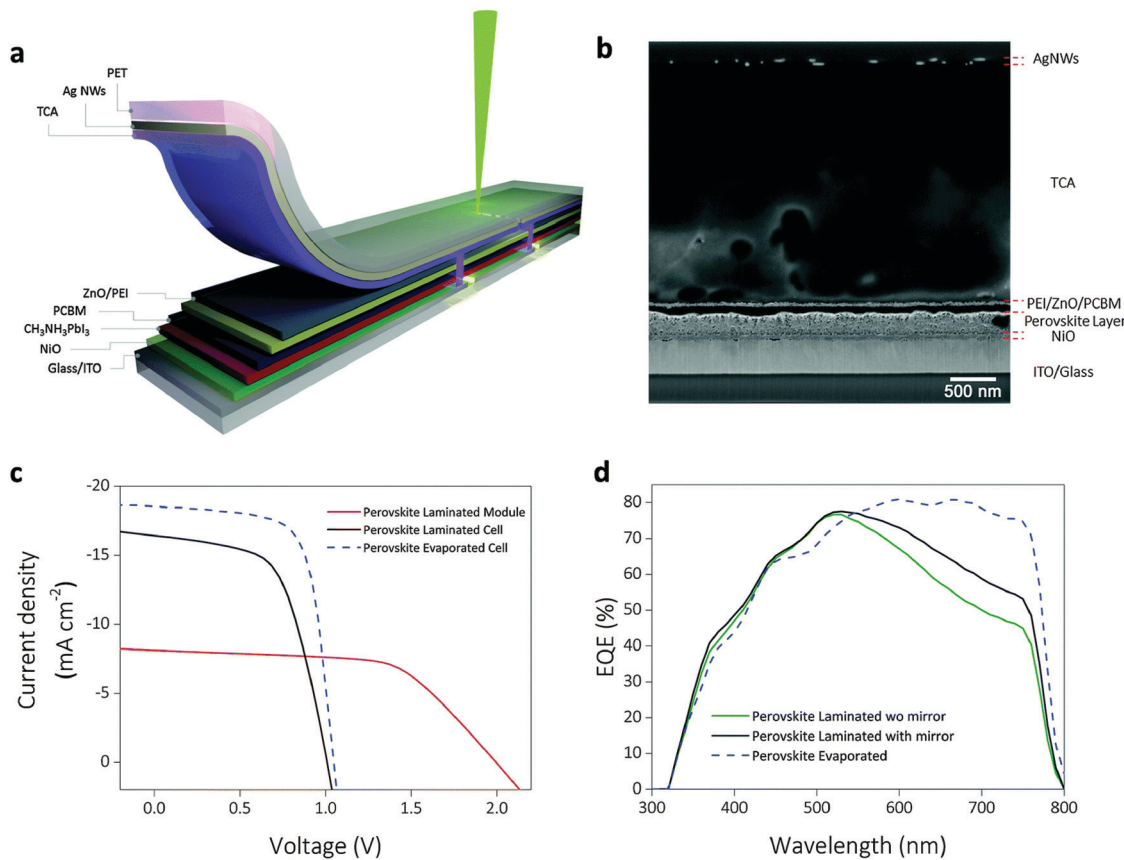 a
PET
Ag NWs
TCA
ZnO/PEI
PCBM
CH₃NH₃PbI₃
NiO
Glass/ITO
b
AgNWs
TCA
PEI/ZnO/PCBM
Perovskite Layer
NiO
ITO/Glass
500 nm
c
-20
-15
-10
-5
0
Current density
(mA cm⁻²)
Perovskite Laminated Module
Perovskite Laminated Cell
Perovskite Evaporated Cell
0.0 0.5 1.0 1.5 2.0
Voltage (V)
d
80
70
60
50
40
30
20
10
0
EQE (%)
Perovskite Laminated wo mirror
Perovskite Laminated with mirror
Perovskite Evaporated
300 400 500 600 700 800
Wavelength (nm)